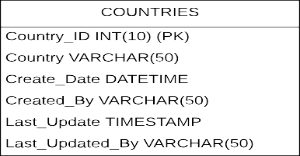 COUNTRIES
Country_ID INT(10) (PK)
Country VARCHAR(50)
Create_Date DATETIME
Created_By VARCHAR(50)
Last_Update TIMESTAMP
Last_Updated_By VARCHAR(50)